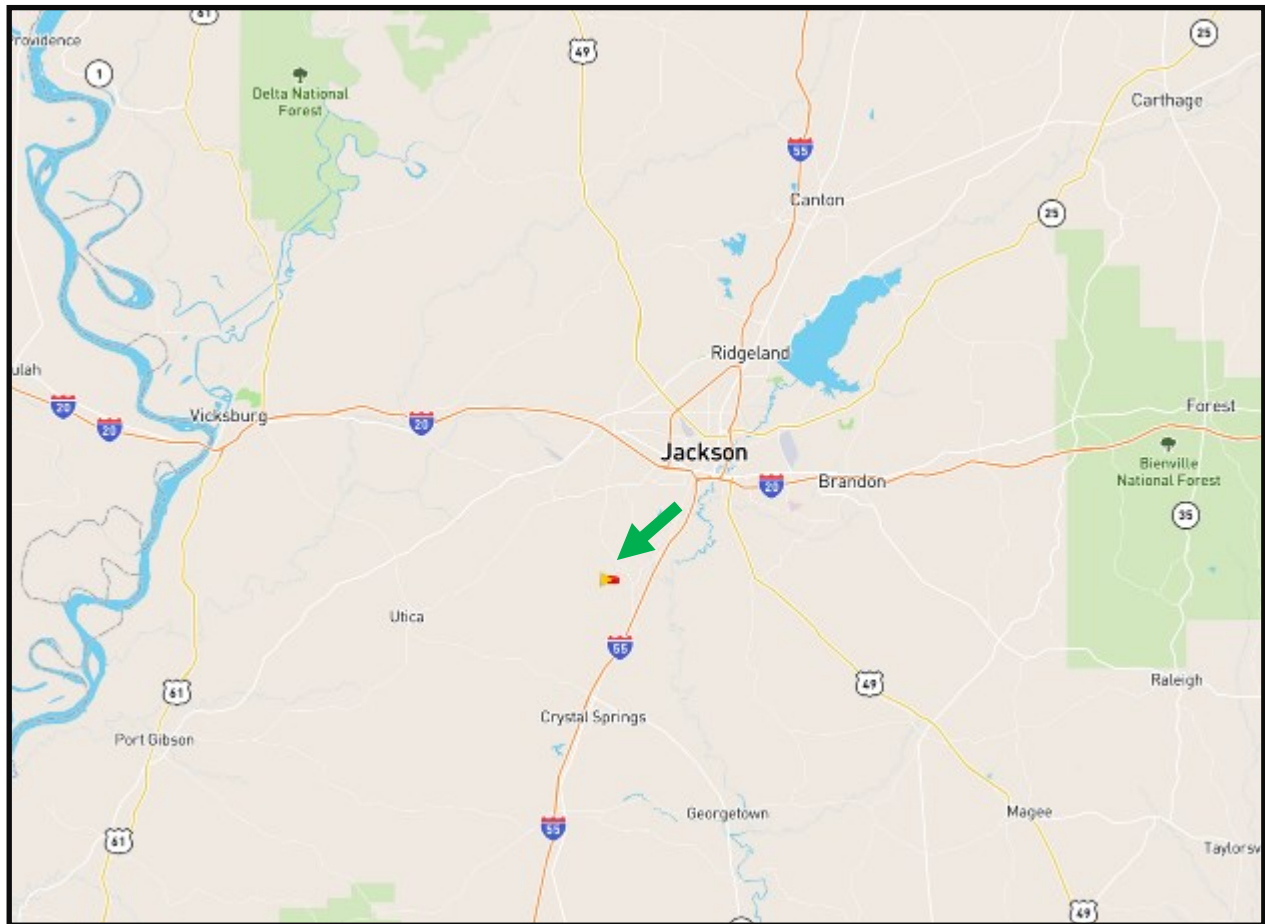 61
rovidence
49
25
1
Delta National
Forest
Carthage
55
Canton
25
Ridgeland
ulah
20
20
Vicksburg
20
Forest
Jackson
Bienville
National Forest
20
Brandon
35
Utica
55
61
49
Raleigh
Crystal Springs
Port Gibson
Georgetown
Magee
55
61
Taylorsv
49